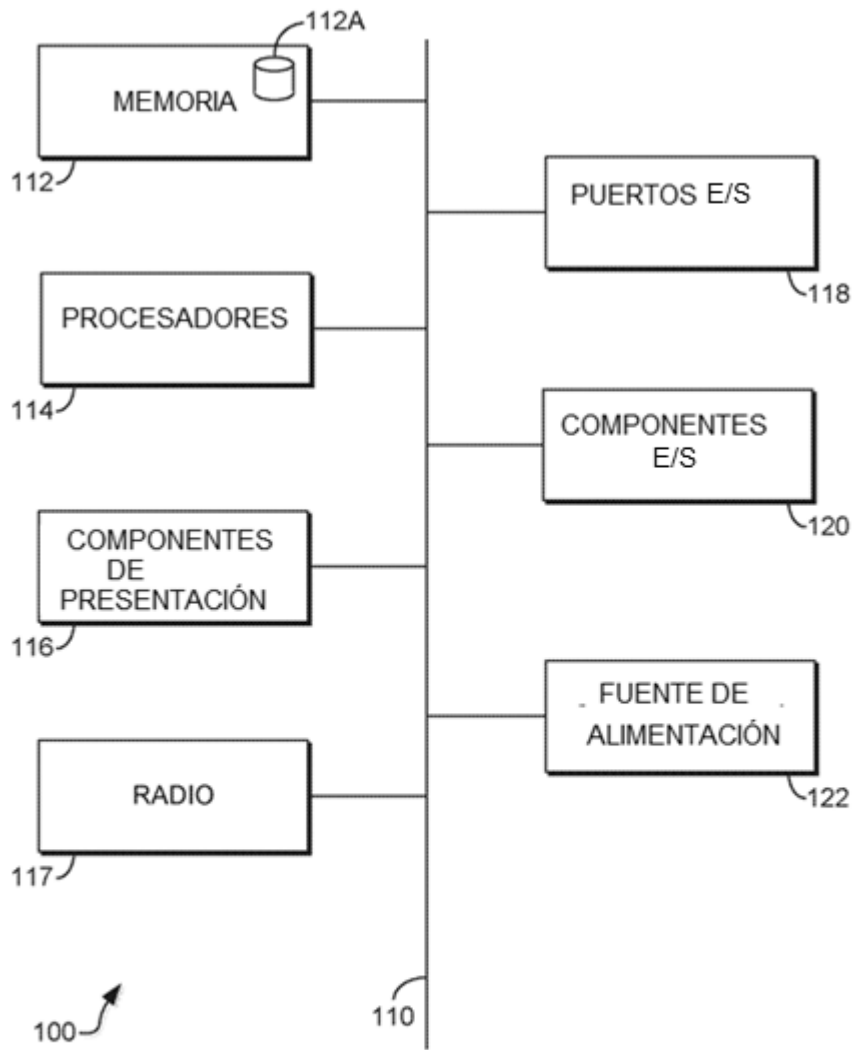 112A
MEMORIA
112
PUERTOS E/S
118
PROCESADORES
114
COMPONENTES
E/S
120
COMPONENTES
DE
PRESENTACIÓN
116
FUENTE DE
ALIMENTACIÓN
122
RADIO
117
110
100